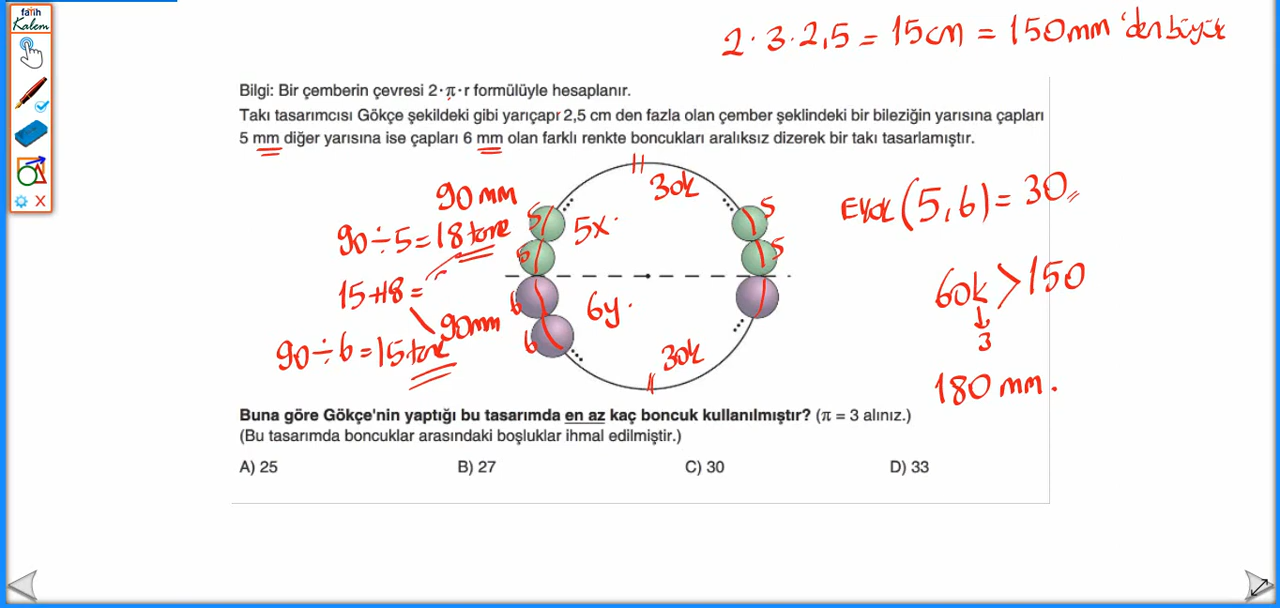 fatih
Kalem
2·3·2,5 = 15cm = 150mm 'den büyük
Bilgi: Bir çemberin çevresi 2·π·r formülüyle hesaplanır.
Takı tasarımcısı Gökçe şekildeki gibi yarıçapr 2,5 cm den fazla olan çember şeklindeki bir bileziğin yarısına çapları
5 mm diğer yarısına ise çapları 6 mm olan farklı renkte boncukları aralıksız dizerek bir takı tasarlamıştır.
90 mm
90÷5=18 tane
15+18=
90mm
90÷6=15 tane
30k
5
5
5x
5
5
6
6
6y
30k
Ekok(5,6)=30
60k>150
3
180 mm.
Buna göre Gökçe'nin yaptığı bu tasarımda en az kaç boncuk kullanılmıştır? (π = 3 alınız.)
(Bu tasarımda boncuklar arasındaki boşluklar ihmal edilmiştir.)
A) 25 B) 27 C) 30 D) 33